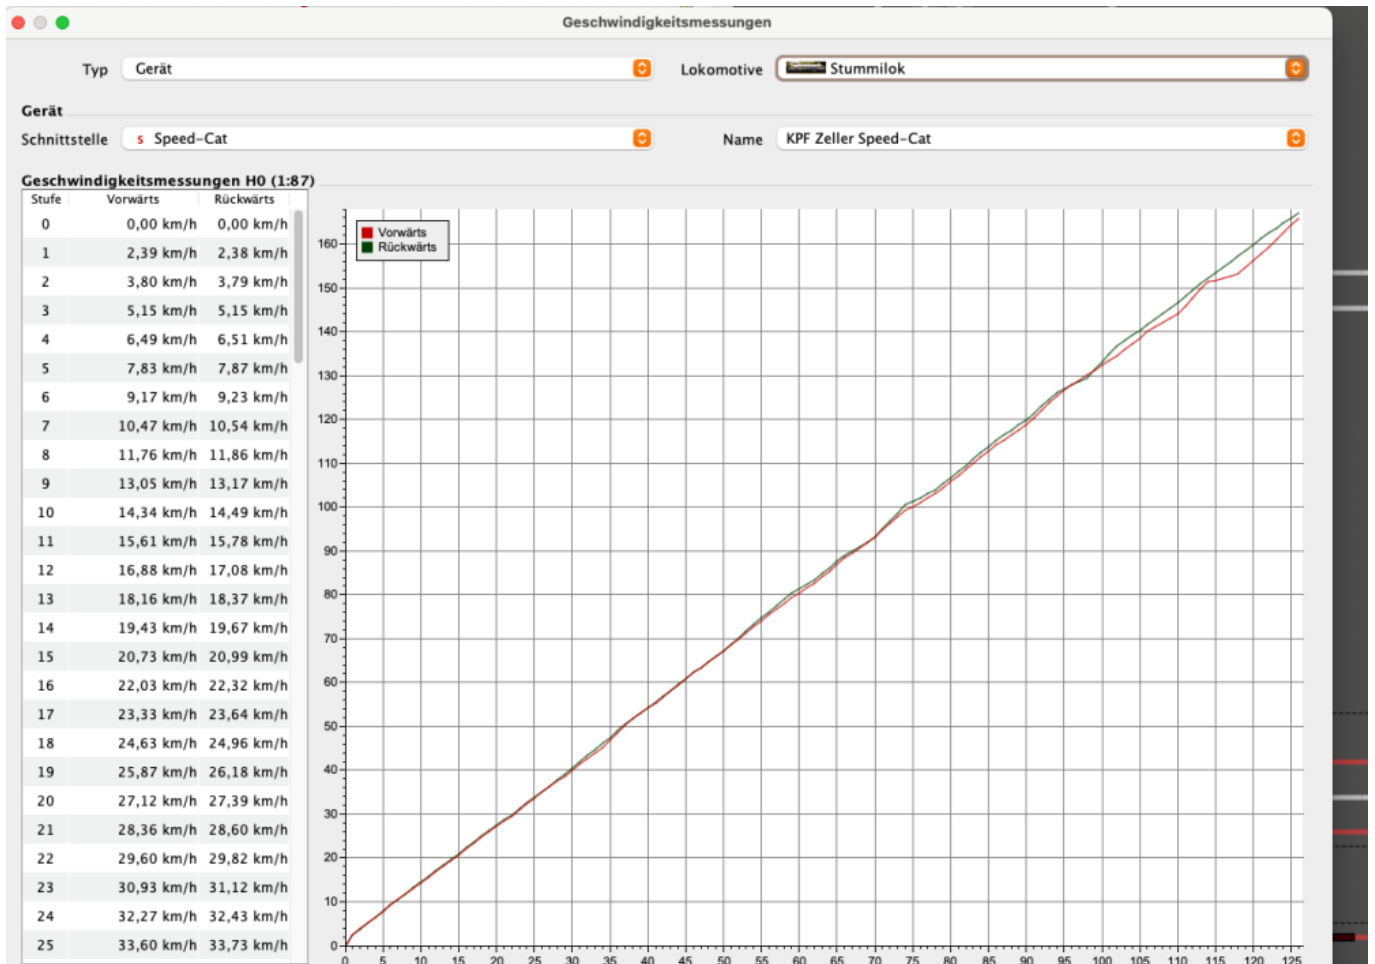 Geschwindigkeitsmessungen
Typ Gerät Lokomotive Stummilok
Gerät
Schnittstelle s Speed-Cat Name KPF Zeller Speed-Cat
Geschwindigkeitsmessungen H0 (1:87)
Stufe Vorwärts Rückwärts
0 0,00 km/h 0,00 km/h
1 2,39 km/h 2,38 km/h
2 3,80 km/h 3,79 km/h
3 5,15 km/h 5,15 km/h
4 6,49 km/h 6,51 km/h
5 7,83 km/h 7,87 km/h
6 9,17 km/h 9,23 km/h
7 10,47 km/h 10,54 km/h
8 11,76 km/h 11,86 km/h
9 13,05 km/h 13,17 km/h
10 14,34 km/h 14,49 km/h
11 15,61 km/h 15,78 km/h
12 16,88 km/h 17,08 km/h
13 18,16 km/h 18,37 km/h
14 19,43 km/h 19,67 km/h
15 20,73 km/h 20,99 km/h
16 22,03 km/h 22,32 km/h
17 23,33 km/h 23,64 km/h
18 24,63 km/h 24,96 km/h
19 25,87 km/h 26,18 km/h
20 27,12 km/h 27,39 km/h
21 28,36 km/h 28,60 km/h
22 29,60 km/h 29,82 km/h
23 30,93 km/h 31,12 km/h
24 32,27 km/h 32,43 km/h
25 33,60 km/h 33,73 km/h
Vorwärts
Rückwärts
160
150
140
130
120
110
100
90
80
70
60
50
40
30
20
10
0
0 5 10 15 20 25 30 35 40 45 50 55 60 65 70 75 80 85 90 95 100 105 110 115 120 125